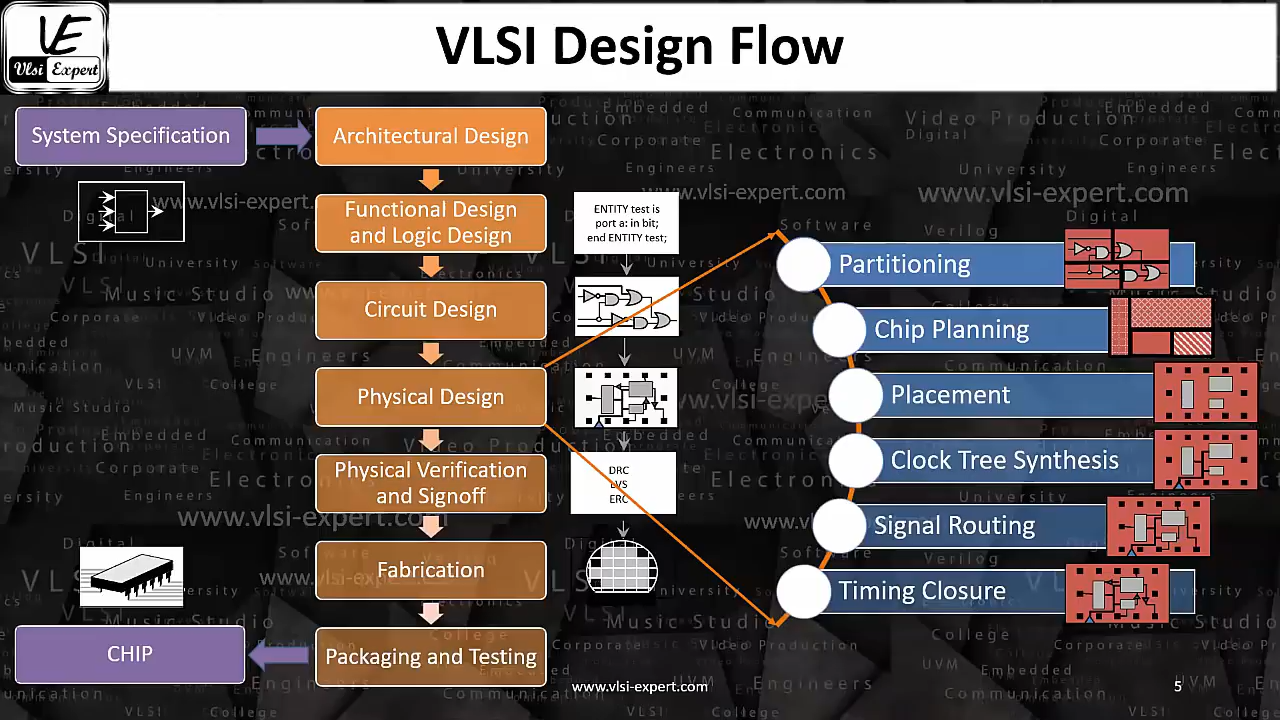 VLSI Design Flow
VE
Vlsi Expert
System Specification
Architectural Design
Functional Design
and Logic Design
Circuit Design
Physical Design
Physical Verification
and Signoff
Fabrication
Packaging and Testing
CHIP
ENTITY test is
port a: in bit;
end ENTITY test;
DRC
LVS
ERC
Partitioning
Chip Planning
Placement
Clock Tree Synthesis
Signal Routing
Timing Closure
www.vlsi-expert.com
5